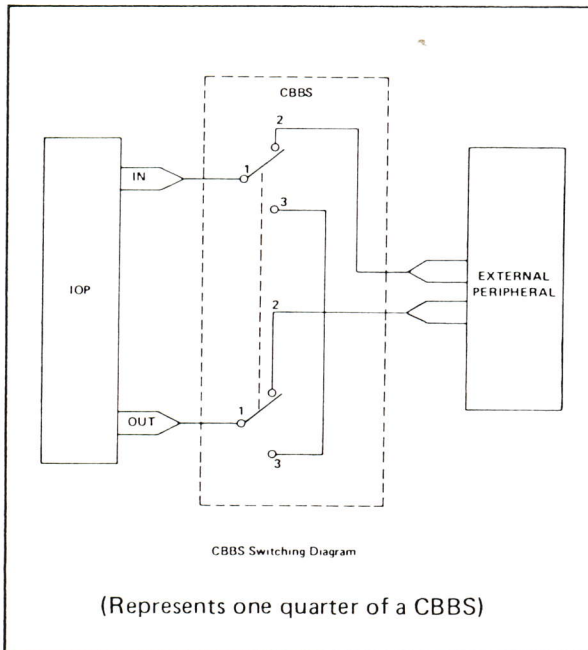 CBBS
2
1
IN
3
IOP
EXTERNAL
PERIPHERAL
2
1
OUT
3
CBBS Switching Diagram
(Represents one quarter of a CBBS)